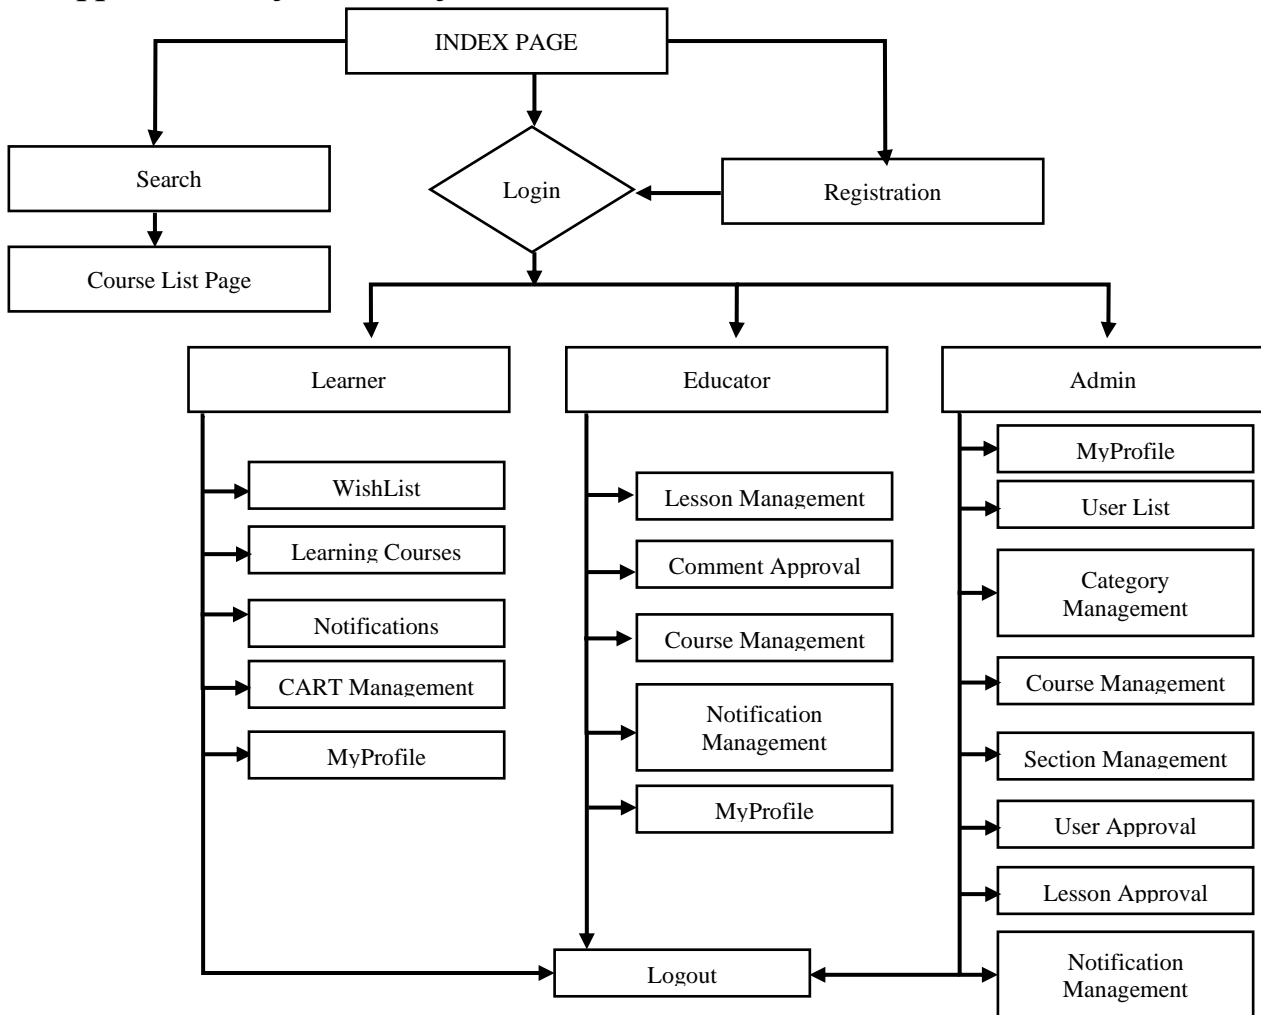 INDEX PAGE
Search
Login
Registration
Course List Page
Learner
Educator
Admin
WishList
Learning Courses
Notifications
CART Management
MyProfile
Lesson Management
Comment Approval
Course Management
Notification
Management
MyProfile
MyProfile
User List
Category
Management
Course Management
Section Management
User Approval
Lesson Approval
Notification
Management
Logout